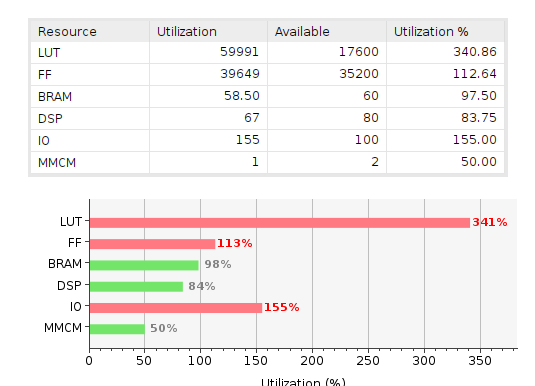 Resource Utilization Available Utilization %
LUT 59991 17600 340.86
FF 39649 35200 112.64
BRAM 58.50 60 97.50
DSP 67 80 83.75
IO 155 100 155.00
MMCM 1 2 50.00
LUT 341%
FF 113%
BRAM 98%
DSP 84%
IO 155%
MMCM 50%
0 50 100 150 200 250 300 350
Utilization (%)